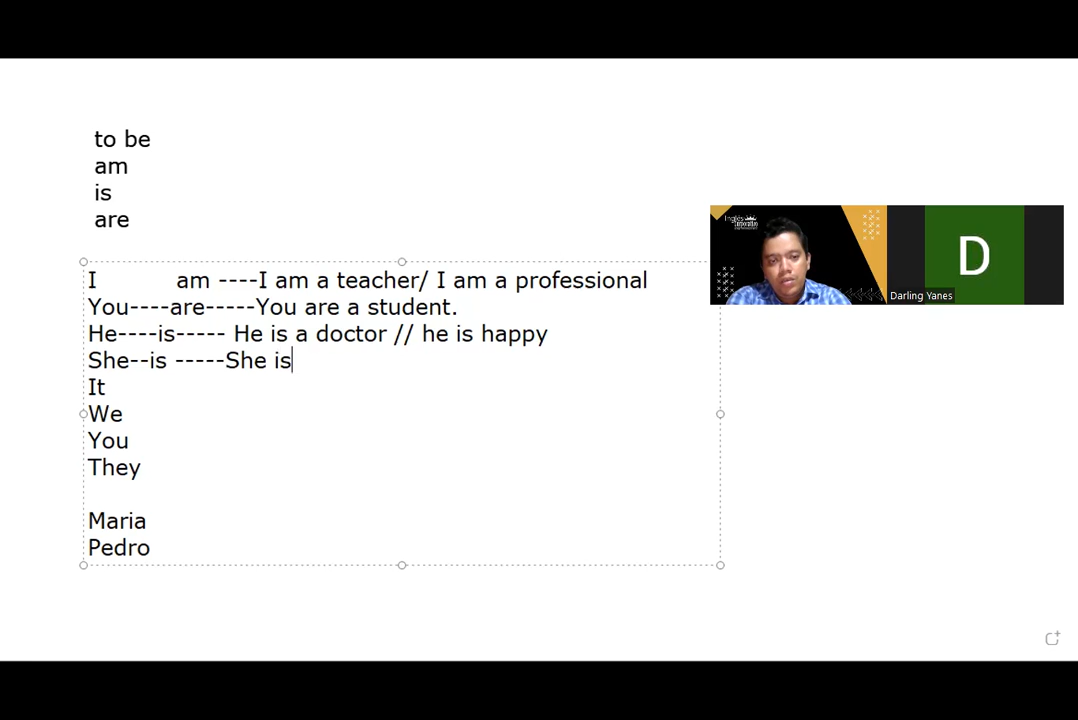 to be
am
is
are
I am ----I am a teacher/ I am a professional
You----are-----You are a student.
He----is----- He is a doctor // he is happy
She--is -----She is
It
We
You
They
Maria
Pedro
Inglés
Darling Yanes
D